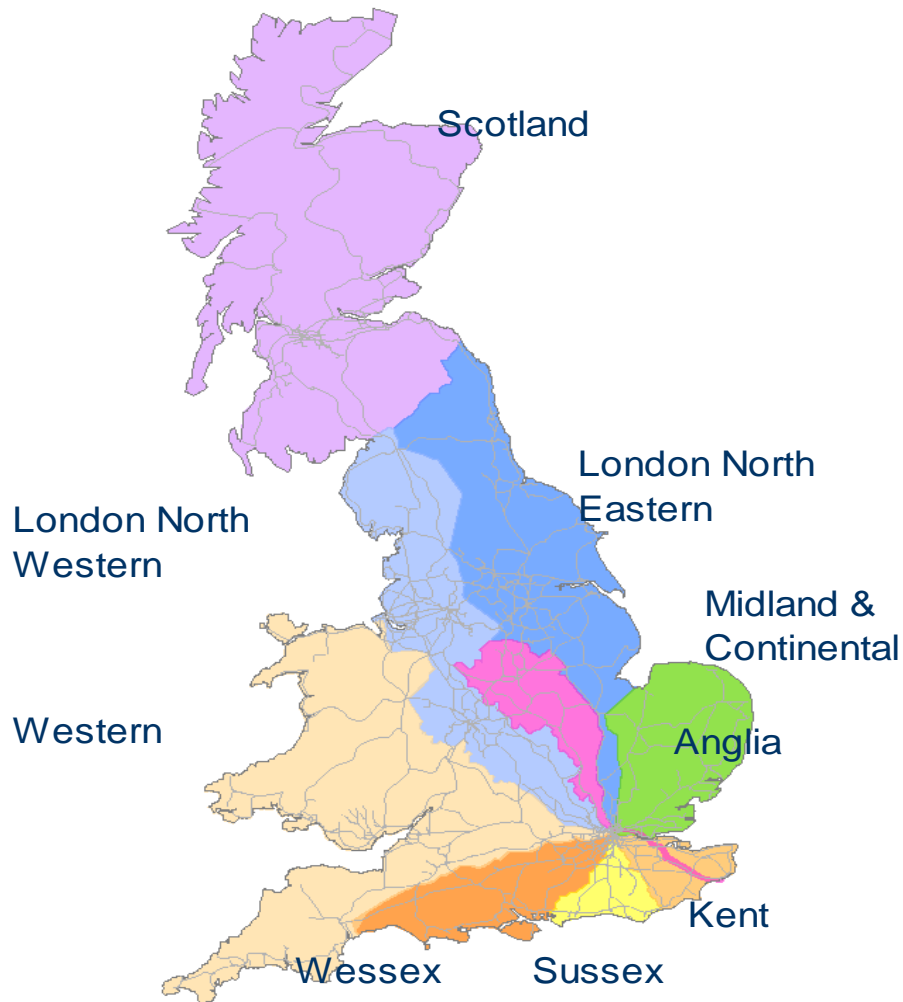 Scotland
London North
Eastern
London North
Western
Midland &
Continental
Western
Anglia
Kent
Wessex
Sussex